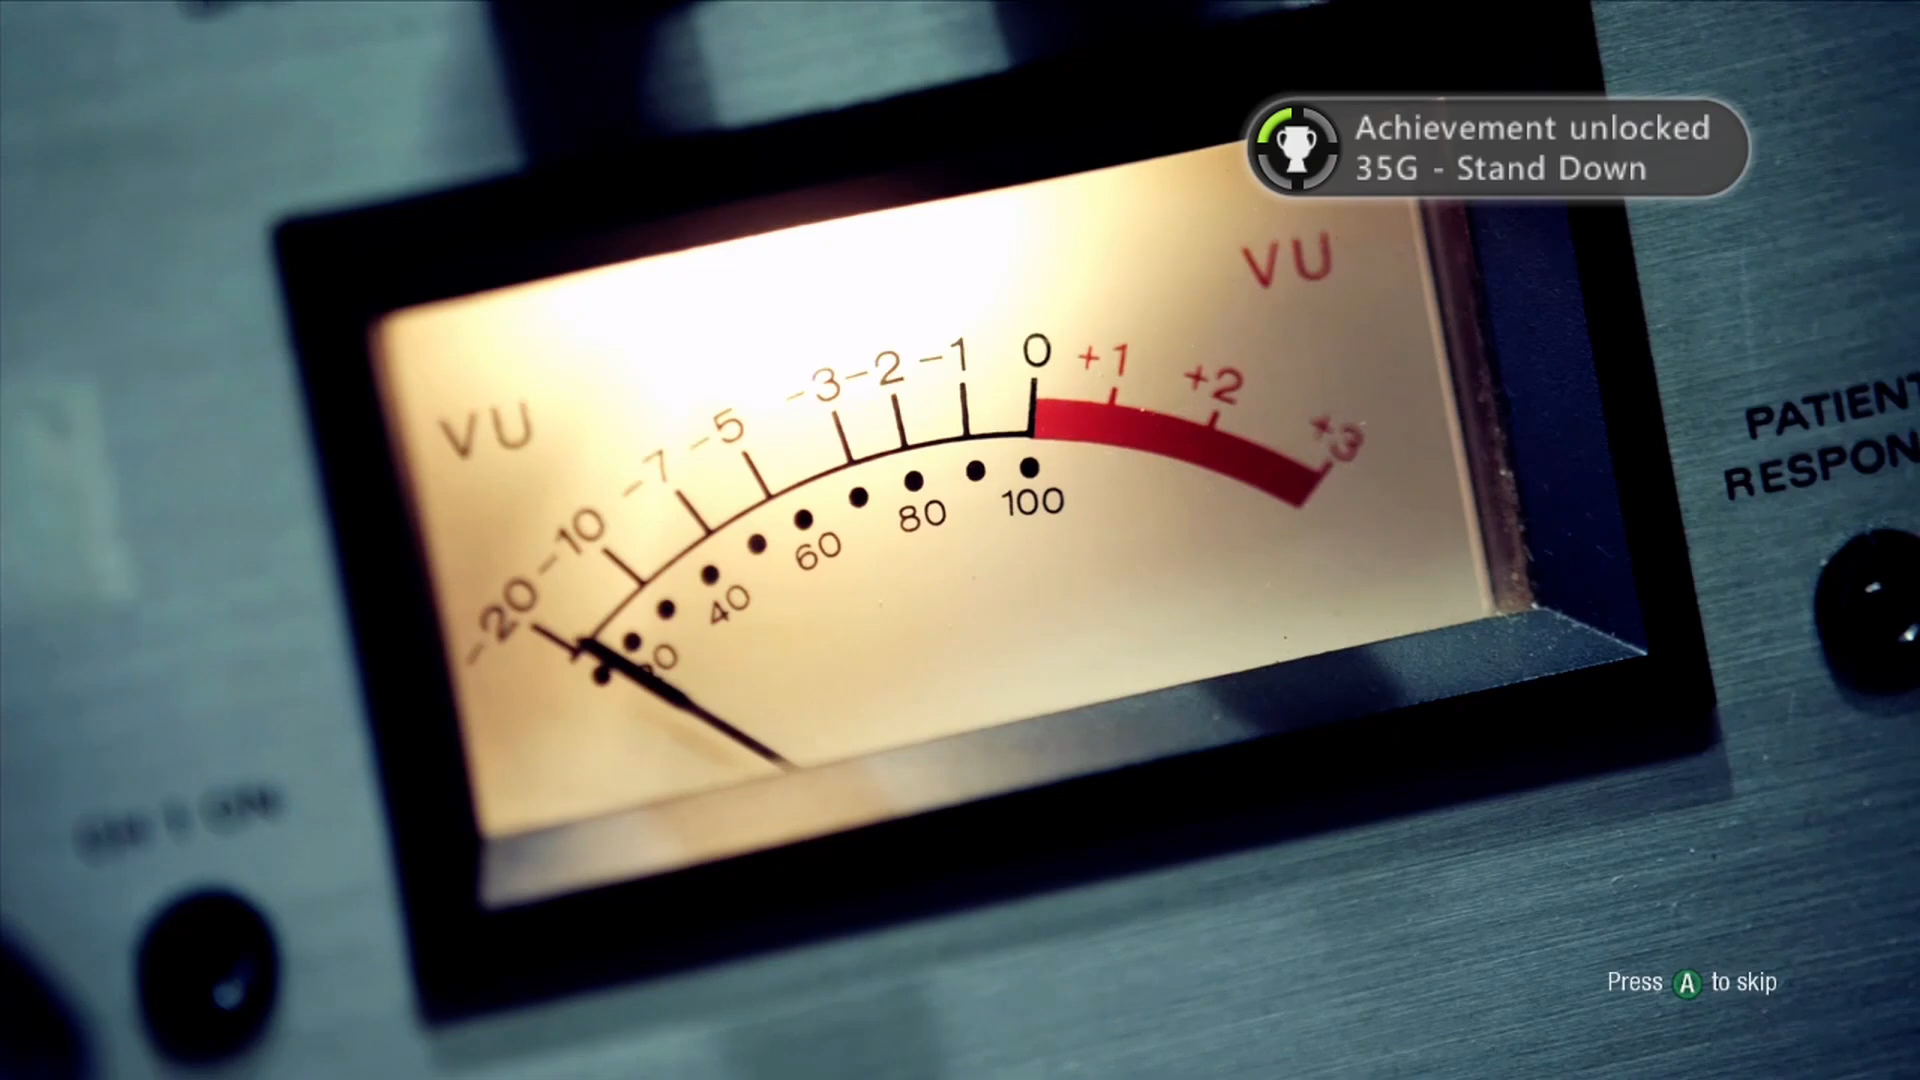 Achievement unlocked
35G - Stand Down
VU
VU
-20
-10
-7
-5
-3
-2
-1
0
+1
+2
+3
40
60
80
100
PATIENT
RESPON
Press A to skip